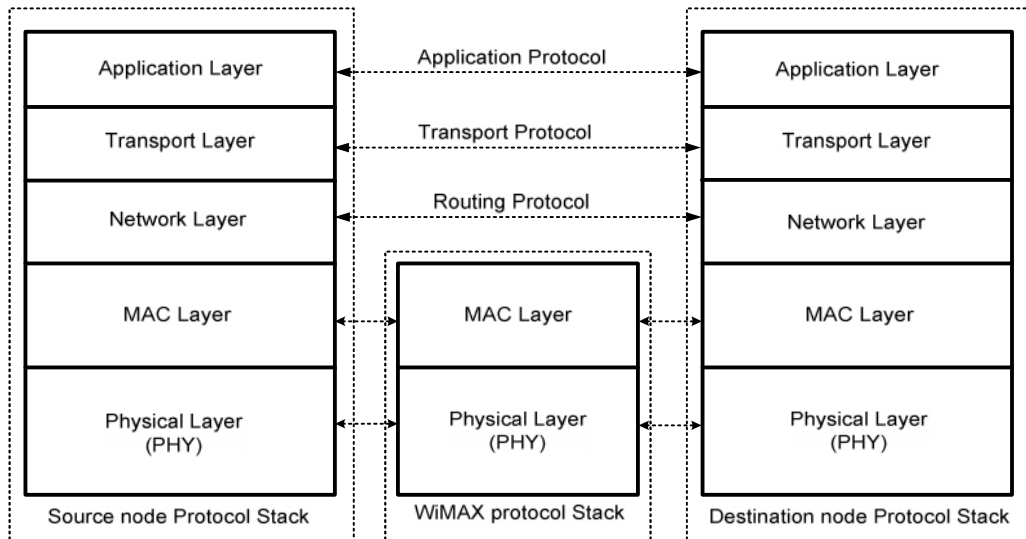 Application Layer
Application Protocol
Application Layer
Transport Layer
Transport Protocol
Transport Layer
Network Layer
Routing Protocol
Network Layer
MAC Layer
MAC Layer
MAC Layer
Physical Layer
(PHY)
Physical Layer
(PHY)
Physical Layer
(PHY)
Source node Protocol Stack
WiMAX protocol Stack
Destination node Protocol Stack